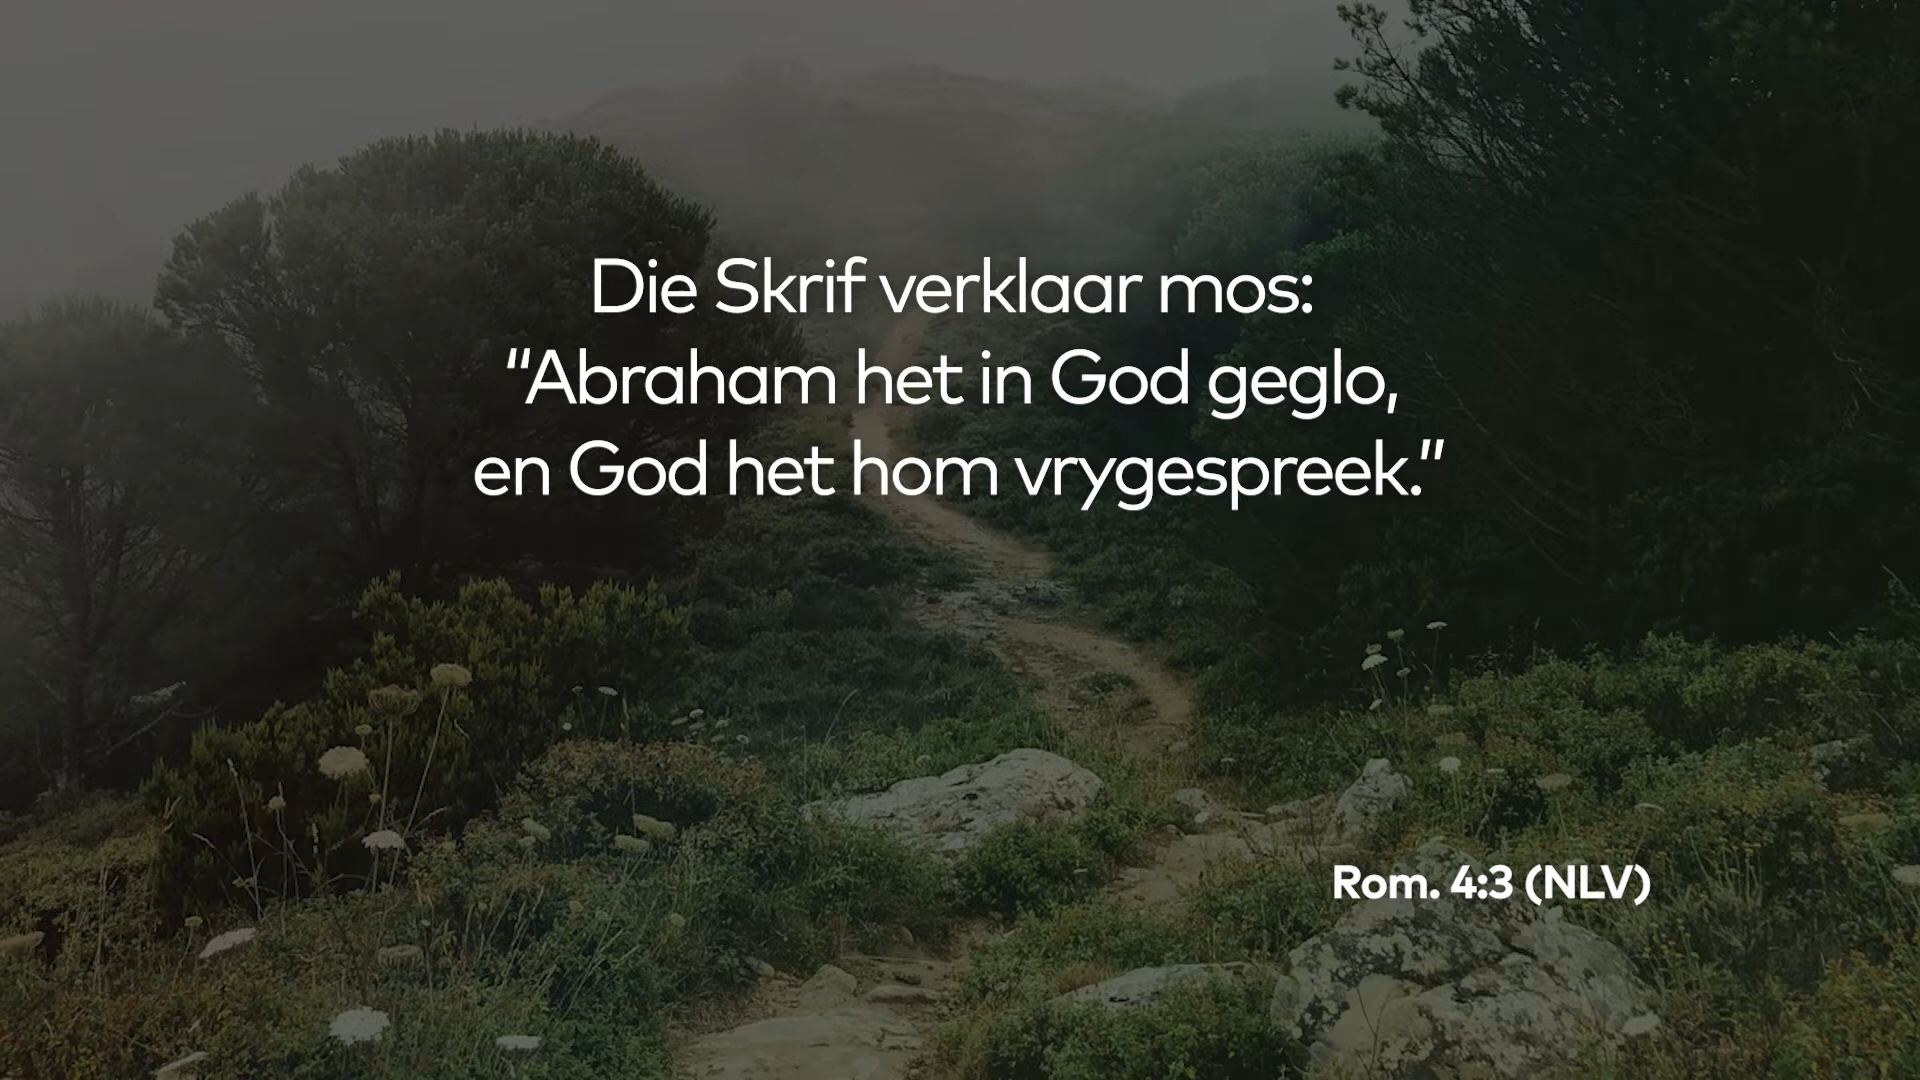 Die Skrif verklaar mos:
“Abraham het in God geglo,
en God het hom vrygespreek.”
Rom. 4:3 (NLV)